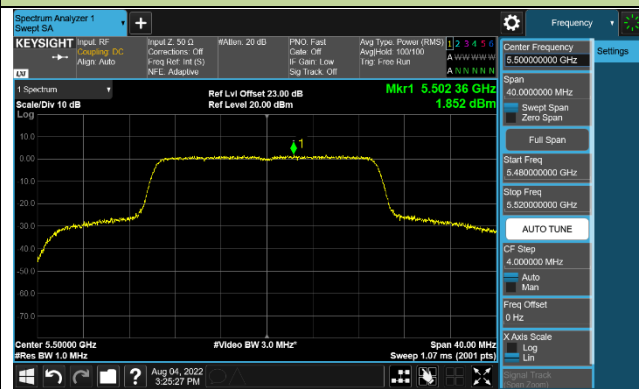 Spectrum Analyzer 1
Swept SA
Frequency
KEYSIGHT
Input: RF
Coupling: DC
Align: Auto
Input Z: 50 Ω
Corrections: Off
Freq Ref: Int (S)
NFE: Adaptive
#Atten: 20 dB
PNO: Fast
Gate: Off
IF Gain: Low
Sig Track: Off
Avg Type: Power (RMS)
Avg|Hold: 100/100
Trig: Free Run
1 2 3 4 5 6
A W W W W W
A N N N N N
LXI
1 Spectrum
Scale/Div 10 dB
Log
Ref Lvl Offset 23.00 dB
Ref Level 20.00 dBm
Mkr1 5.502 36 GHz
1.852 dBm
1
10.0
0.00
-10.0
-20.0
-30.0
-40.0
-50.0
-60.0
-70.0
Center 5.50000 GHz
#Res BW 1.0 MHz
#Video BW 3.0 MHz*
Span 40.00 MHz
Sweep 1.07 ms (2001 pts)
Aug 04, 2022
3:25:27 PM
Center Frequency
5.500000000 GHz
Span
40.0000000 MHz
Swept Span
Zero Span
Full Span
Start Freq
5.480000000 GHz
Stop Freq
5.520000000 GHz
AUTO TUNE
CF Step
4.000000 MHz
Auto
Man
Freq Offset
0 Hz
X Axis Scale
Log
Lin
Signal Track
(Span Zoom)
Settings